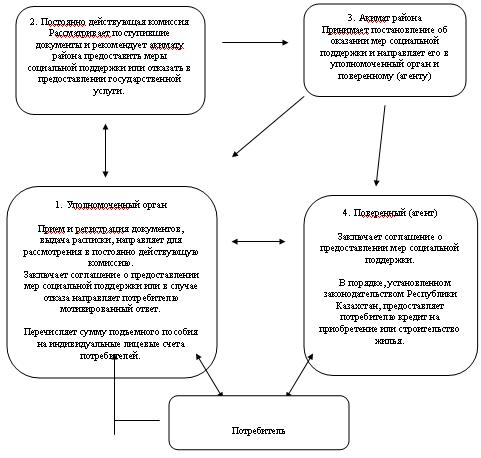 2. Постоянно действующая комиссия
Рассматривает поступившие
документы и рекомендует акимату
района предоставить меры
социальной поддержки или отказать в
предоставлении государственной
услуги.
3. Акимат района
Принимает постановление об
оказании мер социальной
поддержки и направляет его в
уполномоченный орган и
поверенному (агенту)
1. Уполномоченный орган
Прием и регистрация документов,
выдача расписки, направляет для
рассмотрения в постоянно действующую
комиссию.
Заключает соглашение о предоставлении
мер социальной поддержки или в случае
отказа направляет потребителю
мотивированный ответ.
Перечисляет сумму подъемного пособия
на индивидуальные лицевые счета
потребителей.
4. Поверенный (агент)
Заключает соглашение о
предоставлении мер социальной
поддержки.
В порядке, установленном
законодательством Республики
Казахстан, предоставляет
потребителю кредит на
приобретение или строительство
жилья.
Потребитель